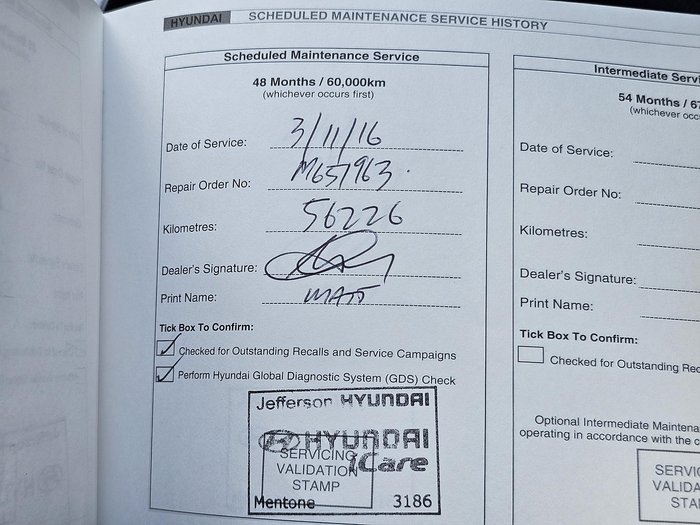 HYUNDAI SCHEDULED MAINTENANCE SERVICE HISTORY
Scheduled Maintenance Service
48 Months / 60,000km
(whichever occurs first)
Date of Service: 3/11/16
Repair Order No: M657963
Kilometres: 56226
Dealer's Signature:
Print Name: MATT
Tick Box To Confirm:
Checked for Outstanding Recalls and Service Campaigns
Perform Hyundai Global Diagnostic System (GDS) Check
Jefferson HYUNDAI
HYUNDAI
iCare
SERVICING
VALIDATION
STAMP
Mentone 3186
Intermediate Servi
54 Months / 67
(whichever occ
Date of Service:
Repair Order No:
Kilometres:
Dealer's Signature:
Print Name:
Tick Box To Confirm:
Checked for Outstanding Rec
Optional Intermediate Maintena
operating in accordance with the c
SERVIC
VALIDA
STA